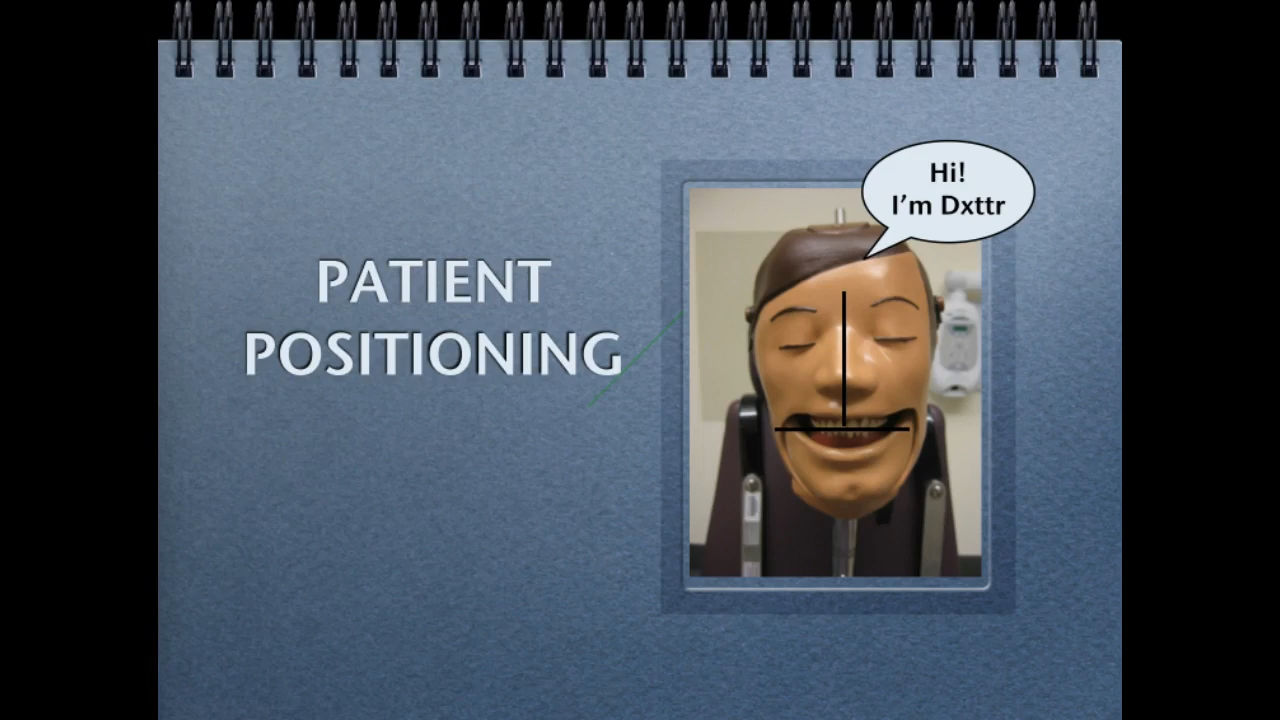 PATIENT
POSITIONING
Hi!
I’m Dxttr